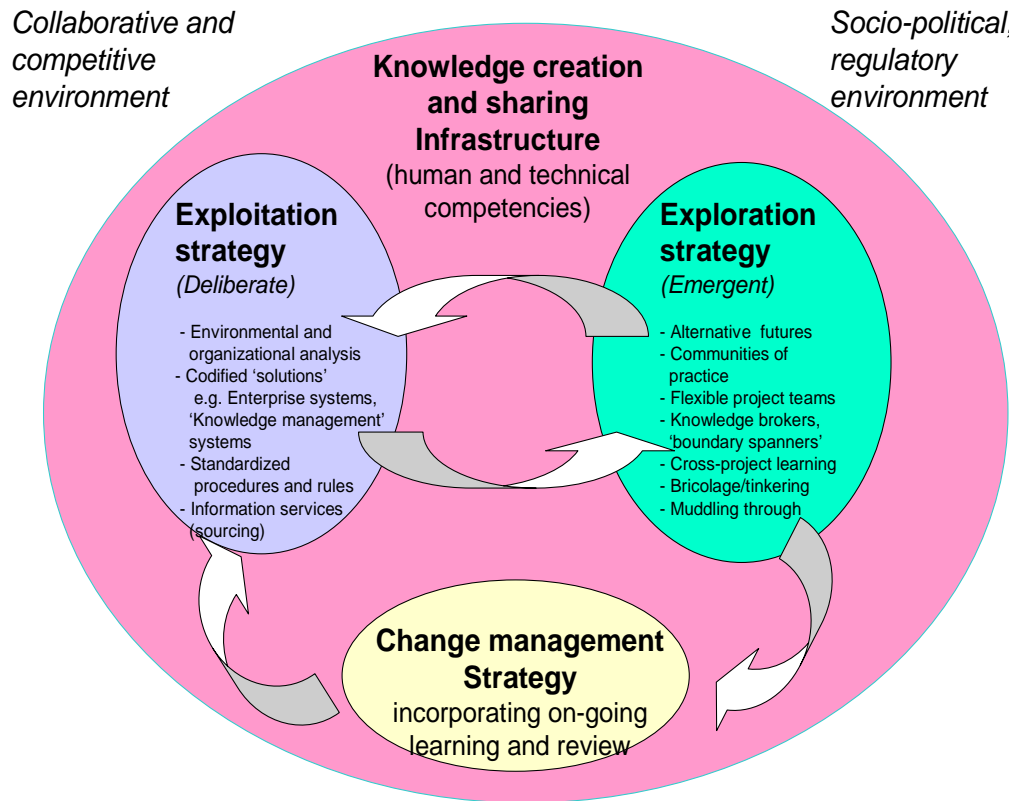 Collaborative and
competitive
environment
Socio-political,
regulatory
environment
Knowledge creation
and sharing
Infrastructure
(human and technical
competencies)
Exploitation
strategy
(Deliberate)
- Environmental and
organizational analysis
- Codified ‘solutions’
e.g. Enterprise systems,
‘Knowledge management’
systems
- Standardized
procedures and rules
- Information services
(sourcing)
Exploration
strategy
(Emergent)
- Alternative futures
- Communities of
practice
- Flexible project teams
- Knowledge brokers,
‘boundary spanners’
- Cross-project learning
- Bricolage/tinkering
- Muddling through
Change management
Strategy
incorporating on-going
learning and review